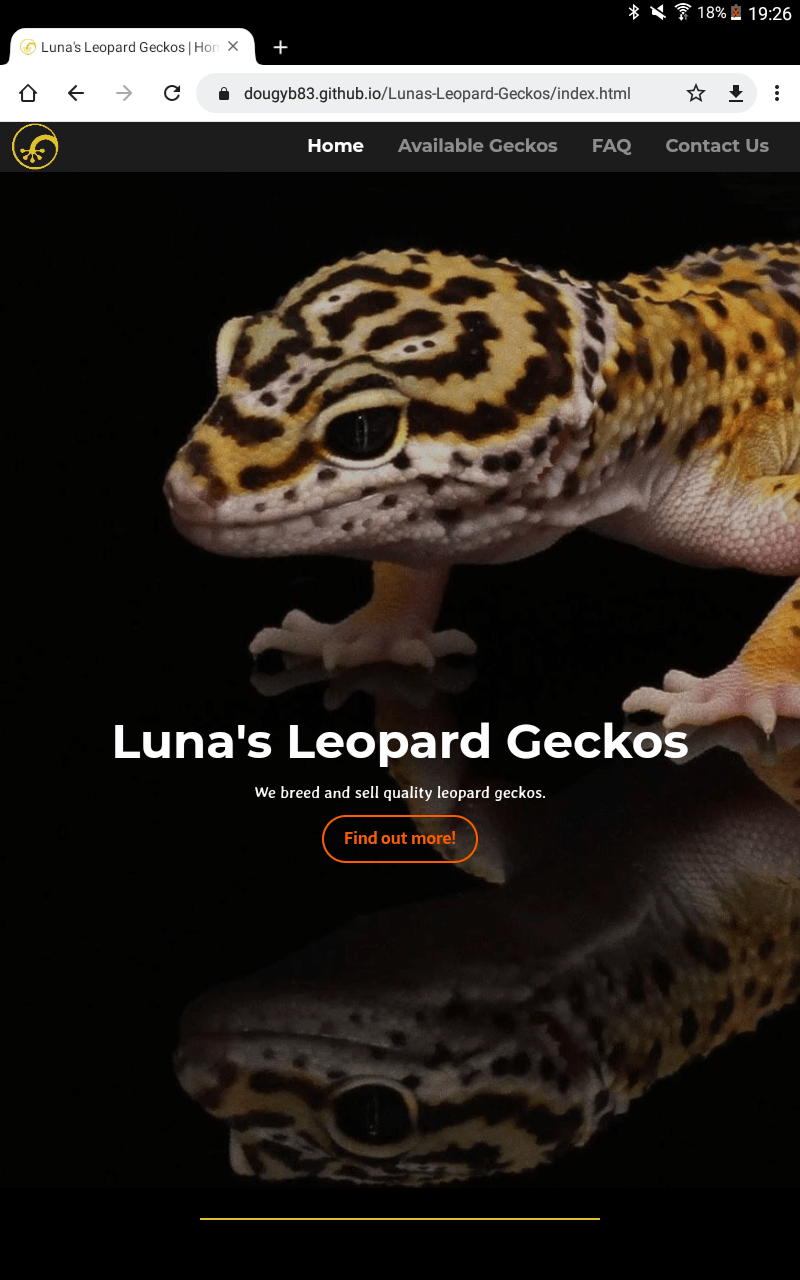 18% 19:26
Luna's Leopard Geckos | Hon
dougyb83.github.io/Lunas-Leopard-Geckos/index.html
Home Available Geckos FAQ Contact Us
Luna's Leopard Geckos
We breed and sell quality leopard geckos.
Find out more!